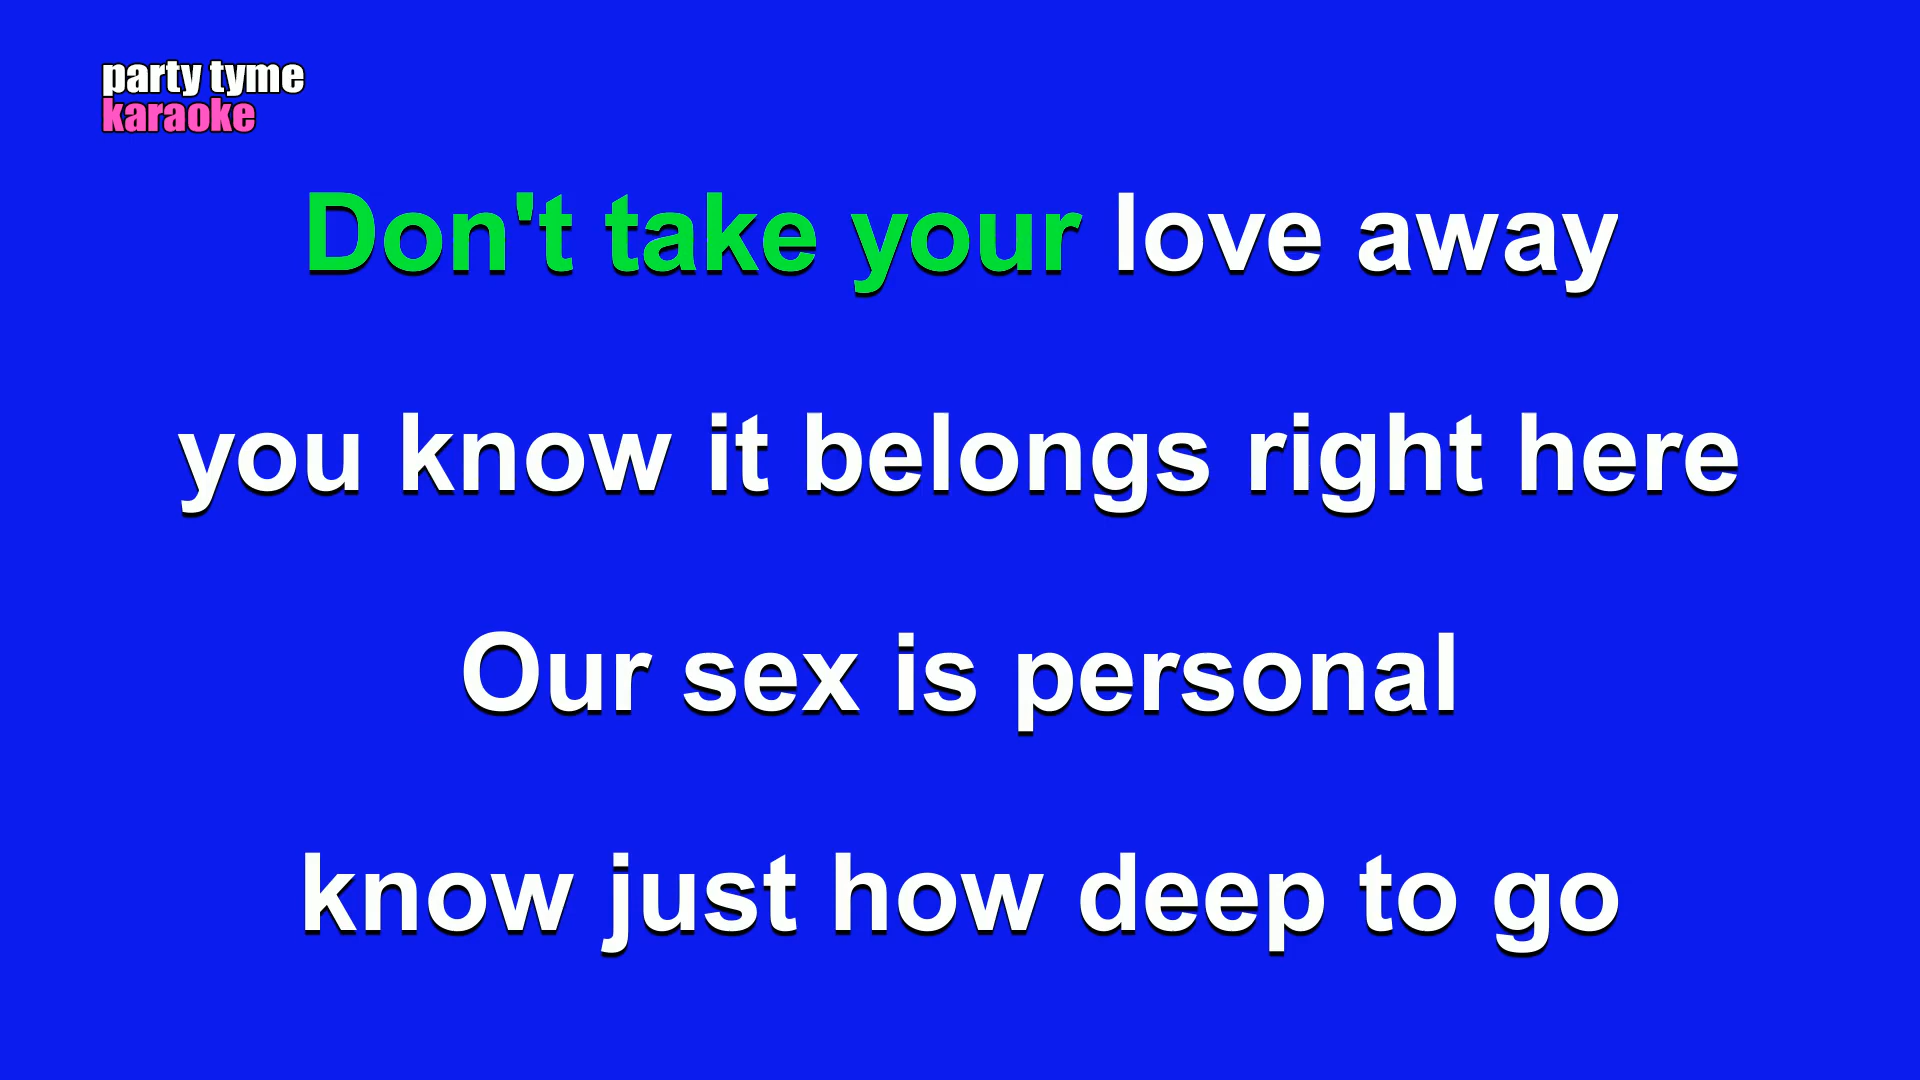 party tyme
karaoke
Don't take your love away
you know it belongs right here
Our sex is personal
know just how deep to go